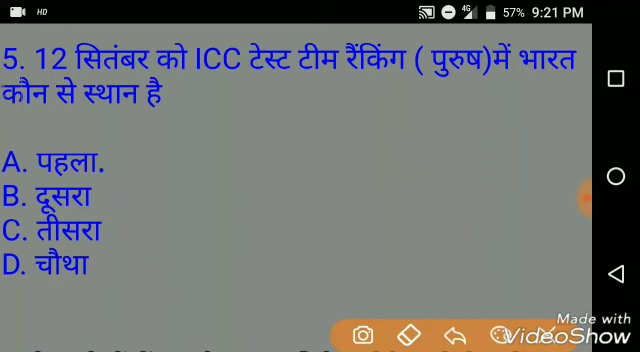 HD
4G 57% 9:21 PM
5. 12 सितंबर को ICC टेस्ट टीम रैंकिंग ( पुरुष)में भारत
कौन से स्थान है
A. पहला.
B. दूसरा
C. तीसरा
D. चौथा
Made with
VideoShow